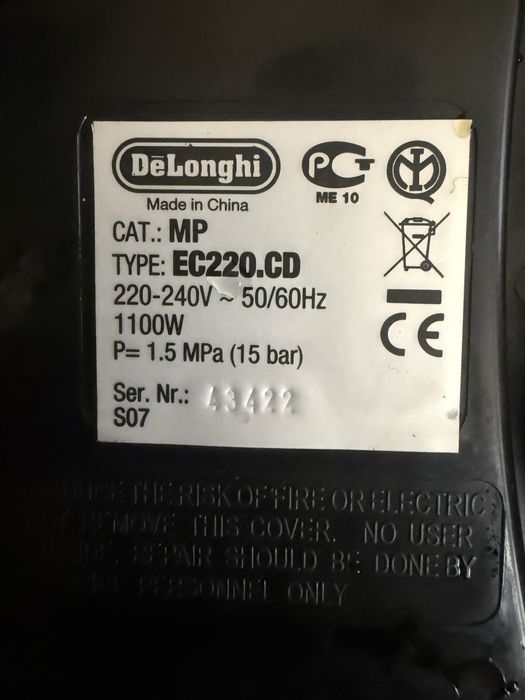 DēLonghi
PCT
ME 10
Made in China
CAT.: MP
TYPE: EC220.CD
220-240V ~ 50/60Hz
1100W
P= 1.5 MPa (15 bar)
Ser. Nr.: 43422
S07
CE
THE RISK OF FIRE OR ELECTRIC
REMOVE THIS COVER. NO USER
REPAIR SHOULD BE DONE BY
PERSONNEL ONLY